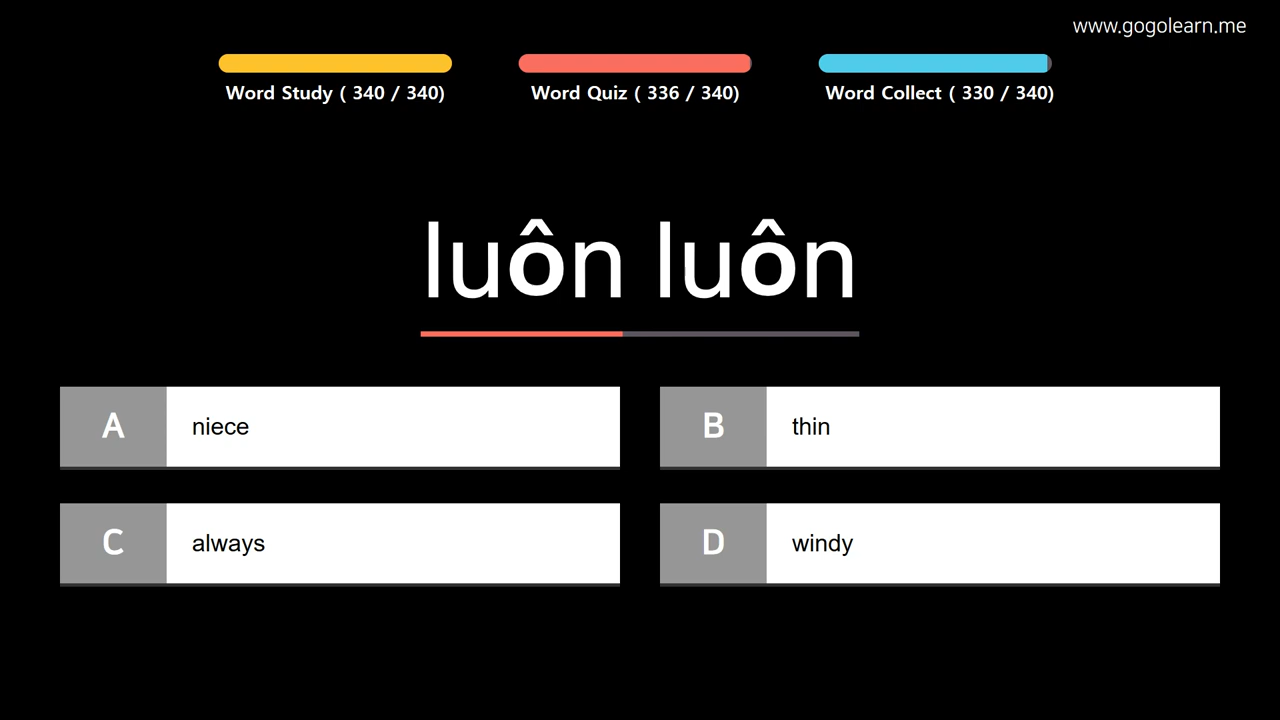 www.gogolearn.me
Word Study ( 340 / 340)
Word Quiz ( 336 / 340)
Word Collect ( 330 / 340)
luôn luôn
A
niece
B
thin
C
always
D
windy